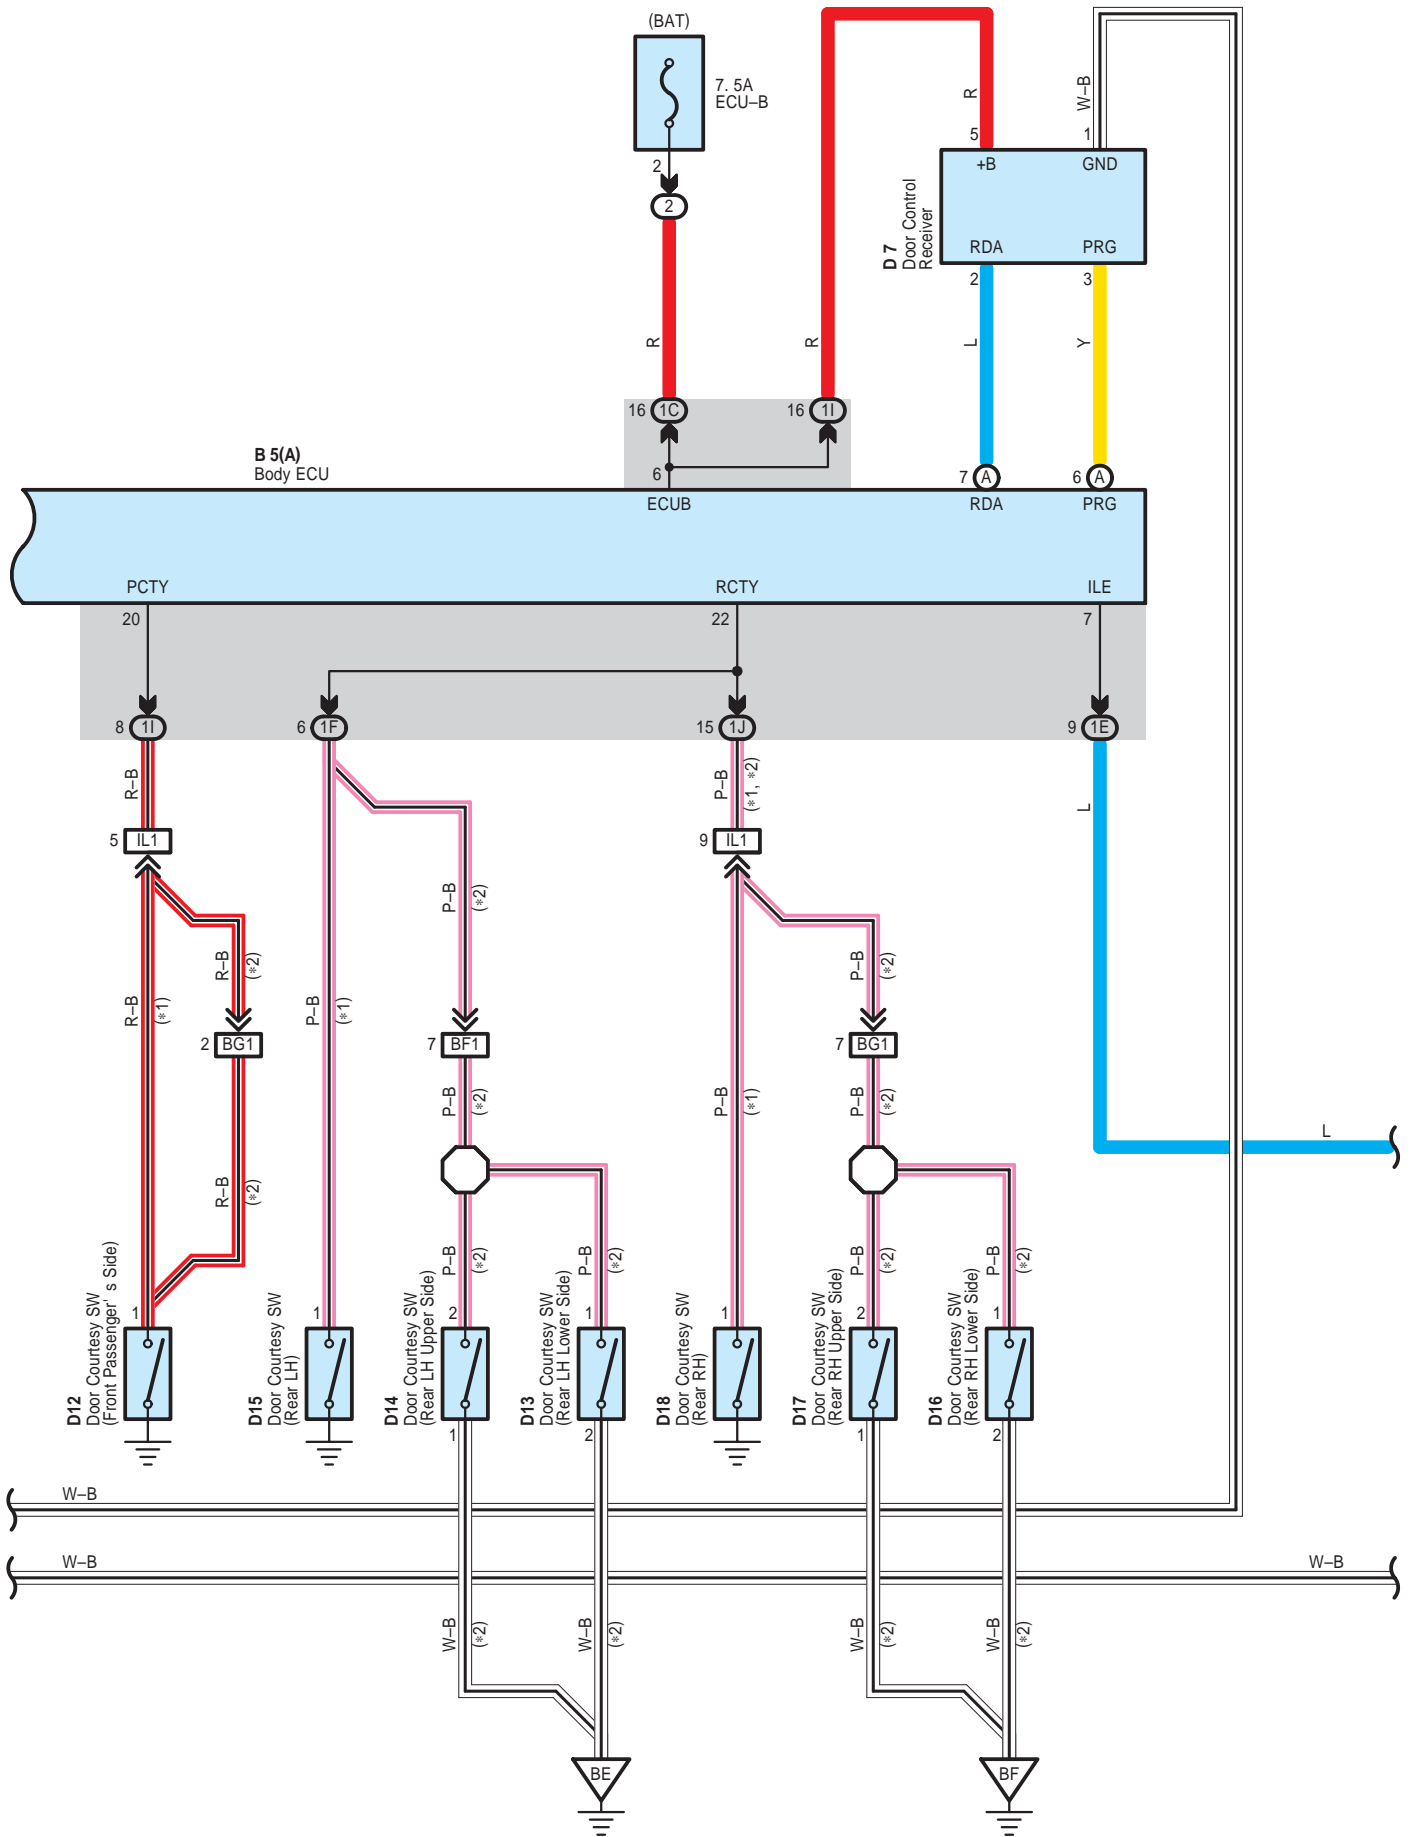 (BAT)
7. 5A
ECU–B
2
2
R
R
R
W–B
5
1
+B
GND
RDA
PRG
D 7
Door Control
Receiver
2
3
L
Y
16
1C
16
1I
6
7
A
6
A
B 5(A)
Body ECU
ECUB
RDA
PRG
PCTY
RCTY
ILE
20
22
7
8
1I
6
1F
15
1J
9
1E
R–B
P–B
(∗1, ∗2)
L
5
IL1
9
IL1
P–B
(∗2)
R–B
(∗2)
P–B
(∗2)
R–B
(∗1)
P–B
(∗1)
2
BG1
7
BF1
7
BG1
P–B
(∗2)
P–B
(∗1)
P–B
(∗2)
L
R–B
(∗2)
P–B
(∗2)
P–B
(∗2)
P–B
(∗2)
P–B
(∗2)
1
1
2
1
1
2
1
D12
Door Courtesy SW
(Front Passenger' s Side)
D15
Door Courtesy SW
(Rear LH)
D14
Door Courtesy SW
(Rear LH Upper Side)
D13
Door Courtesy SW
(Rear LH Lower Side)
D18
Door Courtesy SW
(Rear RH)
D17
Door Courtesy SW
(Rear RH Upper Side)
D16
Door Courtesy SW
(Rear RH Lower Side)
1
2
1
2
W–B
W–B
W–B
W–B
(∗2)
W–B
(∗2)
W–B
(∗2)
W–B
(∗2)
BE
BF